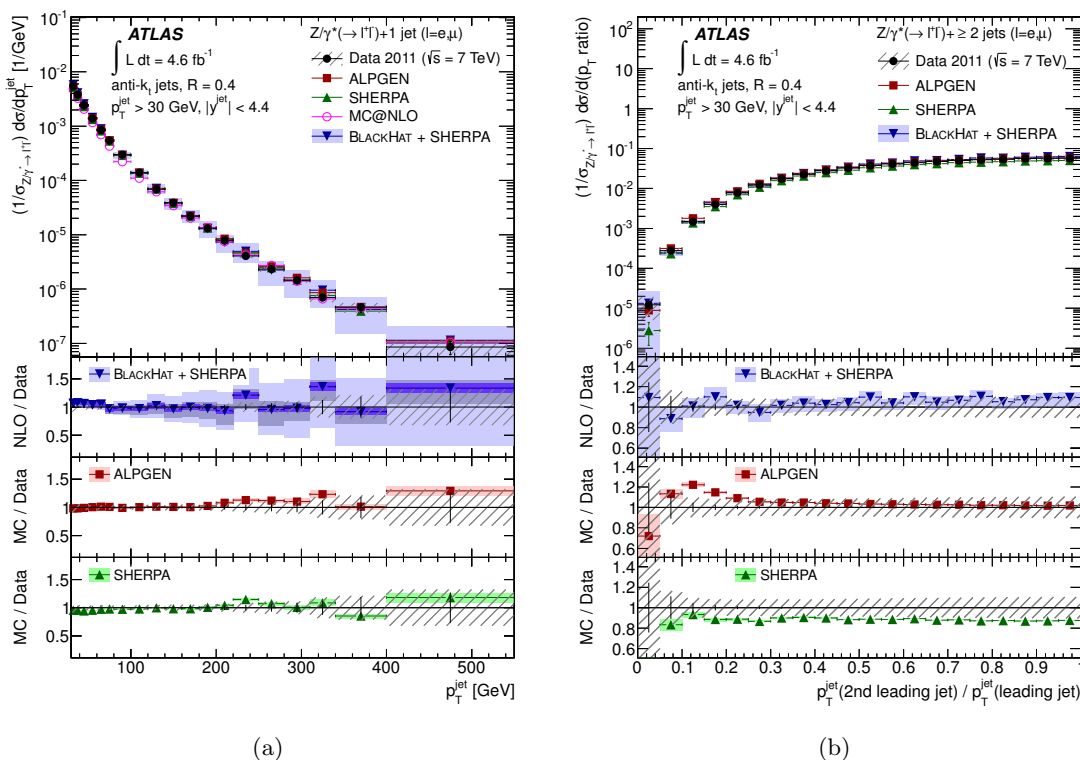 ATLAS
∫ L dt = 4.6 fb⁻¹
anti-kₜ jets, R = 0.4
p_T^jet > 30 GeV, |y^jet| < 4.4
Z/γ*(→ l⁺l⁻)+1 jet (l=e,μ)
Data 2011 (√s = 7 TeV)
ALPGEN
SHERPA
MC@NLO
BLACKHAT + SHERPA
(1/σ_{Z/γ*→ l⁺l⁻}) dσ/dp_T^jet [1/GeV]
10⁻¹
10⁻²
10⁻³
10⁻⁴
10⁻⁵
10⁻⁶
10⁻⁷
BLACKHAT + SHERPA
NLO / Data
1.5
1
0.5
ALPGEN
MC / Data
1.5
1
0.5
SHERPA
MC / Data
1.5
1
0.5
100 200 300 400 500
p_T^jet [GeV]
(a)
ATLAS
∫ L dt = 4.6 fb⁻¹
anti-kₜ jets, R = 0.4
p_T^jet > 30 GeV, |y^jet| < 4.4
Z/γ*(→ l⁺l⁻)+ ≥ 2 jets (l=e,μ)
Data 2011 (√s = 7 TeV)
ALPGEN
SHERPA
BLACKHAT + SHERPA
(1/σ_{Z/γ*→ l⁺l⁻}) dσ/d(p_T ratio)
10²
10
1
10⁻¹
10⁻²
10⁻³
10⁻⁴
10⁻⁵
10⁻⁶
BLACKHAT + SHERPA
NLO / Data
1.4
1.2
1
0.8
0.6
ALPGEN
MC / Data
1.4
1.2
1
0.8
0.6
SHERPA
MC / Data
1.4
1.2
1
0.8
0.6
0 0.1 0.2 0.3 0.4 0.5 0.6 0.7 0.8 0.9 1
p_T^jet (2nd leading jet) / p_T^jet (leading jet)
(b)